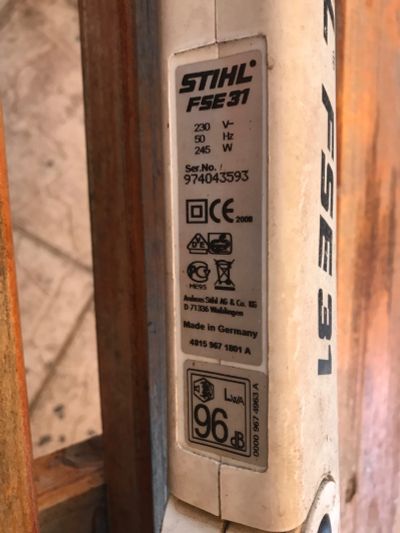 STIHL
FSE 31
230 V~
50 Hz
245 W
Ser.No. /
974043593
CE 2008
ME95
Andreas Stihl AG & Co. KG
D-71336 Waiblingen
Made in Germany
4815 967 1801 A
LWA
96 dB
0000 967 4963 A
L FSE 31